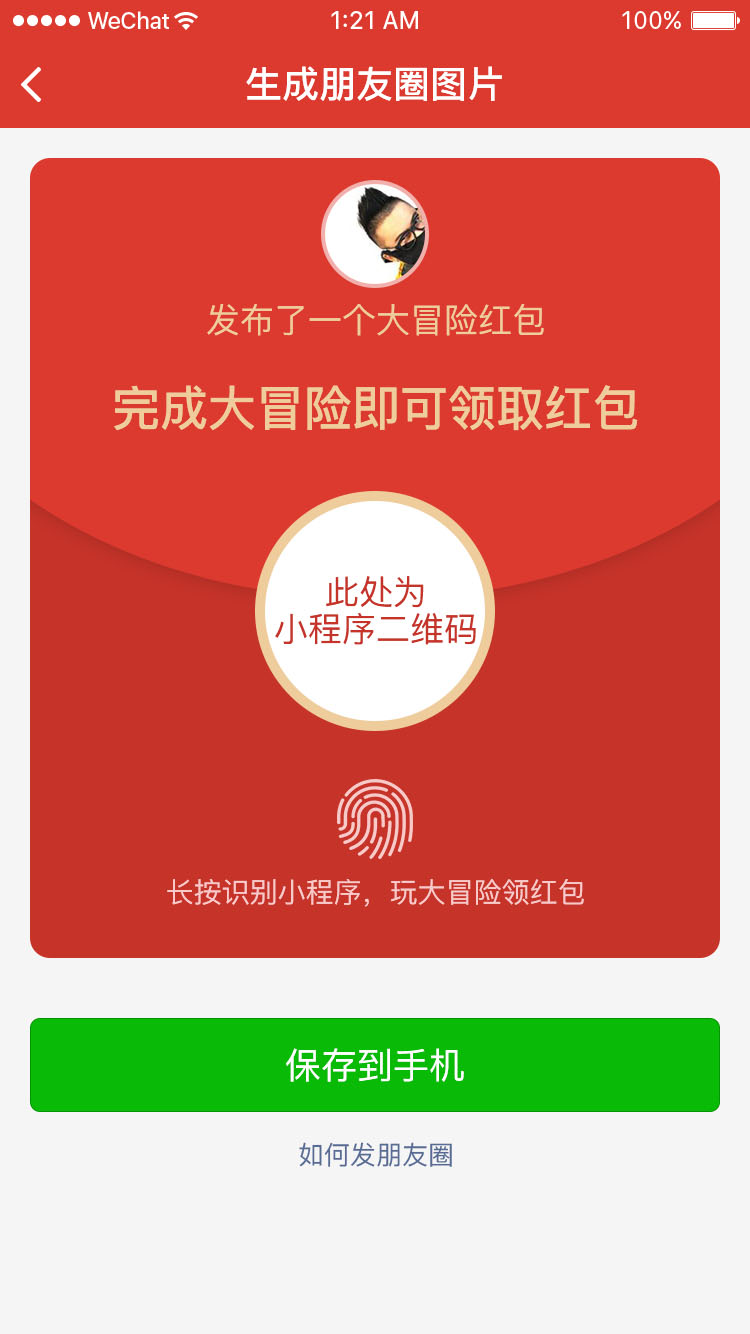 WeChat 1:21 AM 100%
生成朋友圈图片
发布了一个大冒险红包
完成大冒险即可领取红包
此处为
小程序二维码
长按识别小程序，玩大冒险领红包
保存到手机
如何发朋友圈